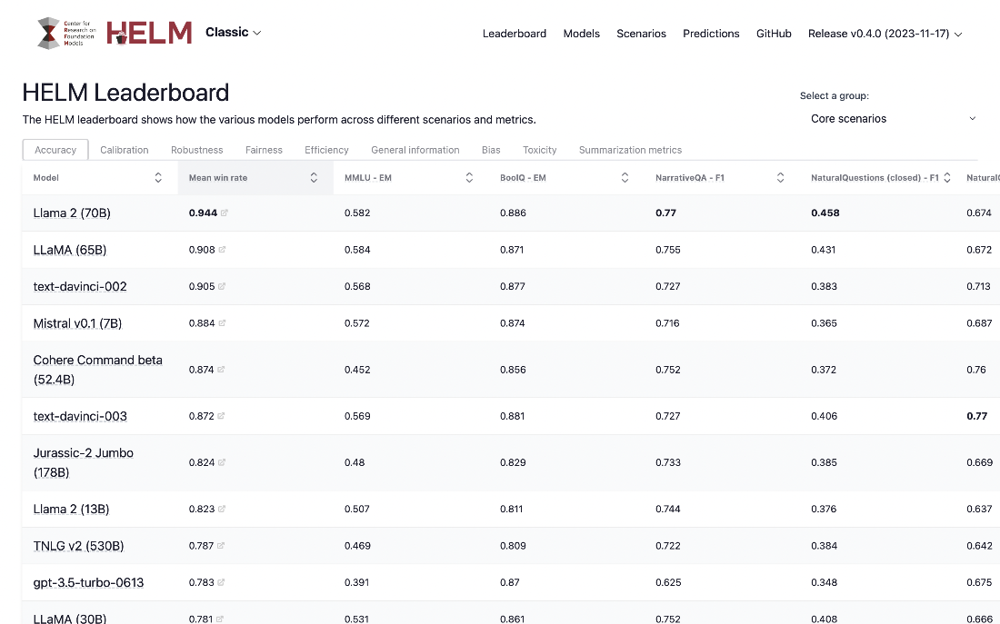 Center for
Research on
Foundation
Models
HELM
Classic
Leaderboard Models Scenarios Predictions GitHub Release v0.4.0 (2023-11-17)
HELM Leaderboard
The HELM leaderboard shows how the various models perform across different scenarios and metrics.
Select a group:
Core scenarios
Accuracy Calibration Robustness Fairness Efficiency General information Bias Toxicity Summarization metrics
Model Mean win rate MMLU - EM BoolQ - EM NarrativeQA - F1 NaturalQuestions (closed) - F1
Llama 2 (70B) 0.944 0.582 0.886 0.77 0.458 0.674
LLaMA (65B) 0.908 0.584 0.871 0.755 0.431 0.672
text-davinci-002 0.905 0.568 0.877 0.727 0.383 0.713
Mistral v0.1 (7B) 0.884 0.572 0.874 0.716 0.365 0.687
Cohere Command beta
(52.4B) 0.874 0.452 0.856 0.752 0.372 0.76
text-davinci-003 0.872 0.569 0.881 0.727 0.406 0.77
Jurassic-2 Jumbo
(178B) 0.824 0.48 0.829 0.733 0.385 0.669
Llama 2 (13B) 0.823 0.507 0.811 0.744 0.376 0.637
TNLG v2 (530B) 0.787 0.469 0.809 0.722 0.384 0.642
gpt-3.5-turbo-0613 0.783 0.391 0.87 0.625 0.348 0.675
LLaMA (30B) 0.781 0.531 0.861 0.752 0.408 0.666